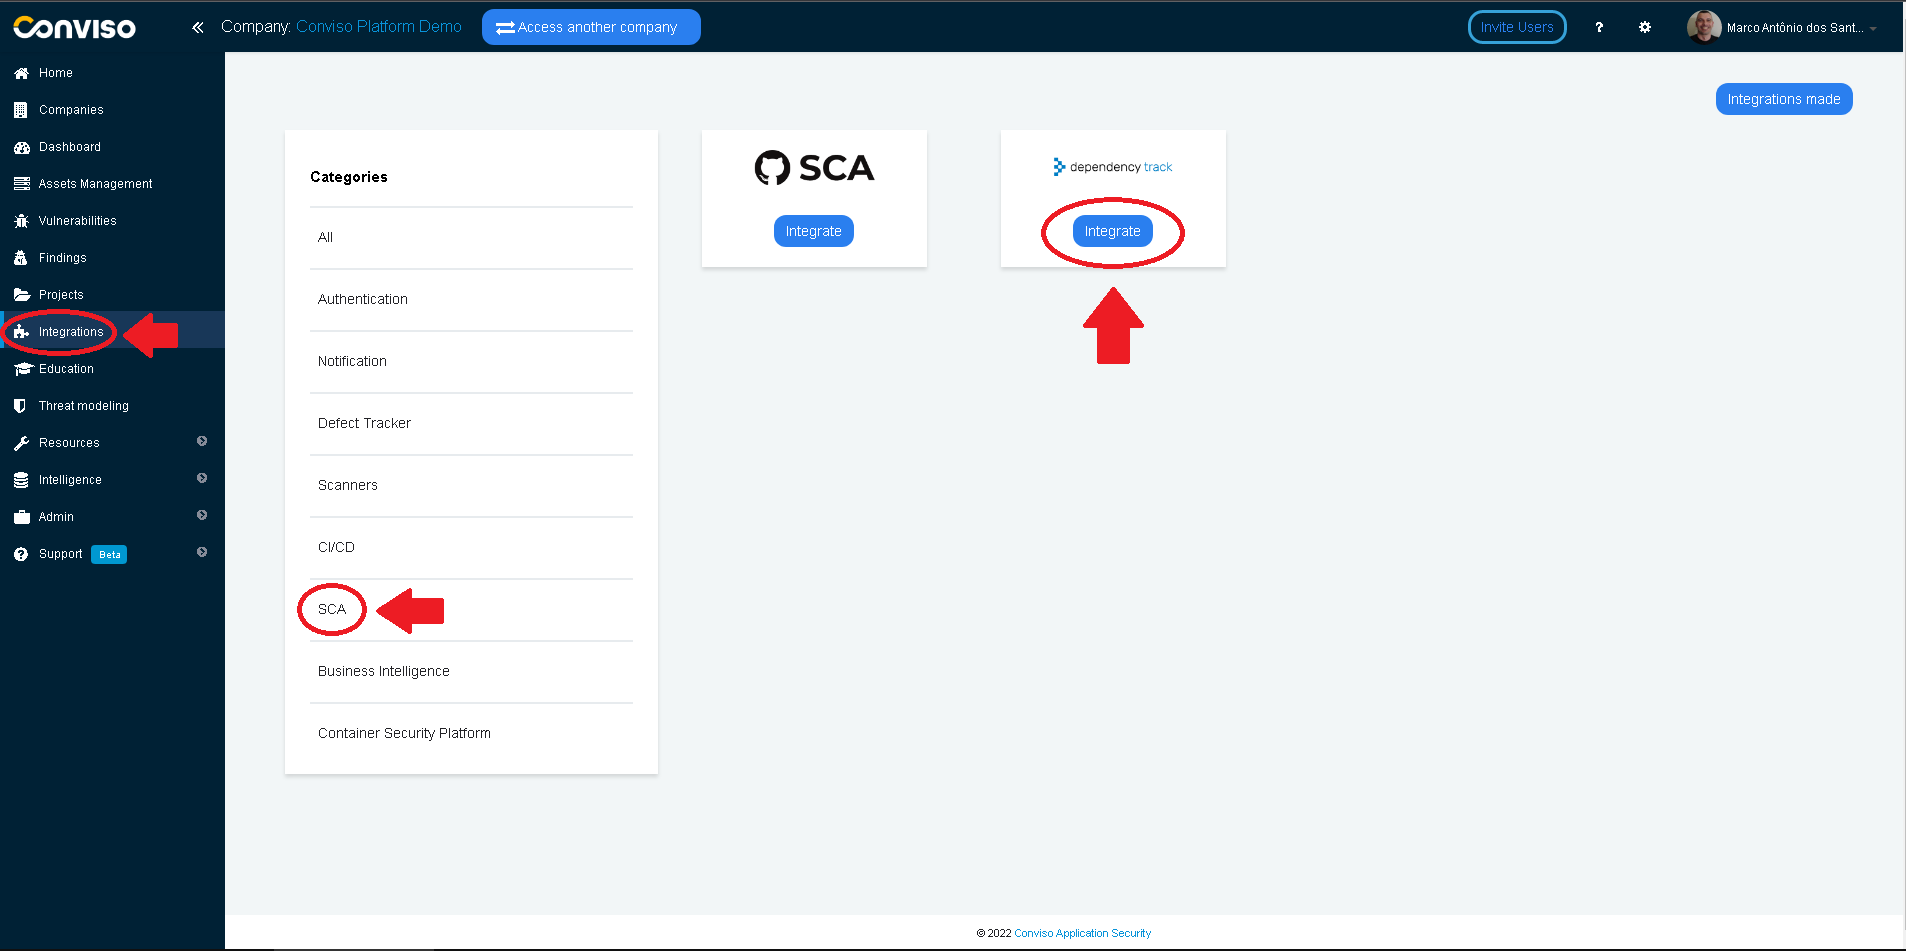 Conviso
Company: Conviso Platform Demo
Access another company
Invite Users
?
Marco Antônio dos Sant...
Home
Companies
Dashboard
Assets Management
Vulnerabilities
Findings
Projects
Integrations
Education
Threat modeling
Resources
Intelligence
Admin
Support Beta
Integrations made
Categories
All
Authentication
Notification
Defect Tracker
Scanners
CI/CD
SCA
Business Intelligence
Container Security Platform
SCA
Integrate
dependency track
Integrate
© 2022 Conviso Application Security